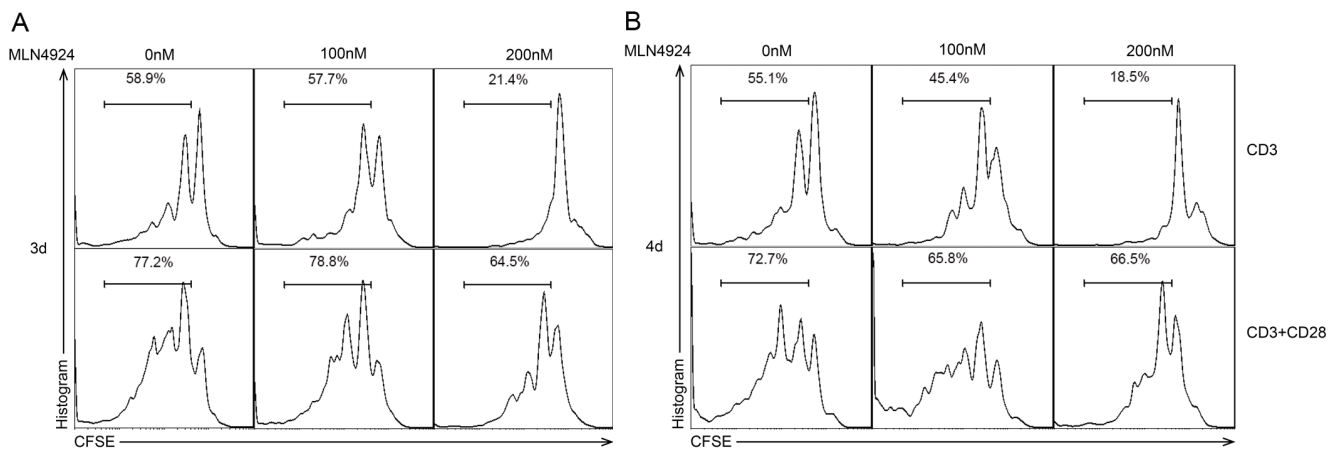 A
MLN4924 0nM 100nM 200nM
58.9% 57.7% 21.4%
3d
77.2% 78.8% 64.5%
Histogram
CFSE
B
MLN4924 0nM 100nM 200nM
55.1% 45.4% 18.5%
CD3
4d
72.7% 65.8% 66.5%
CD3+CD28
Histogram
CFSE